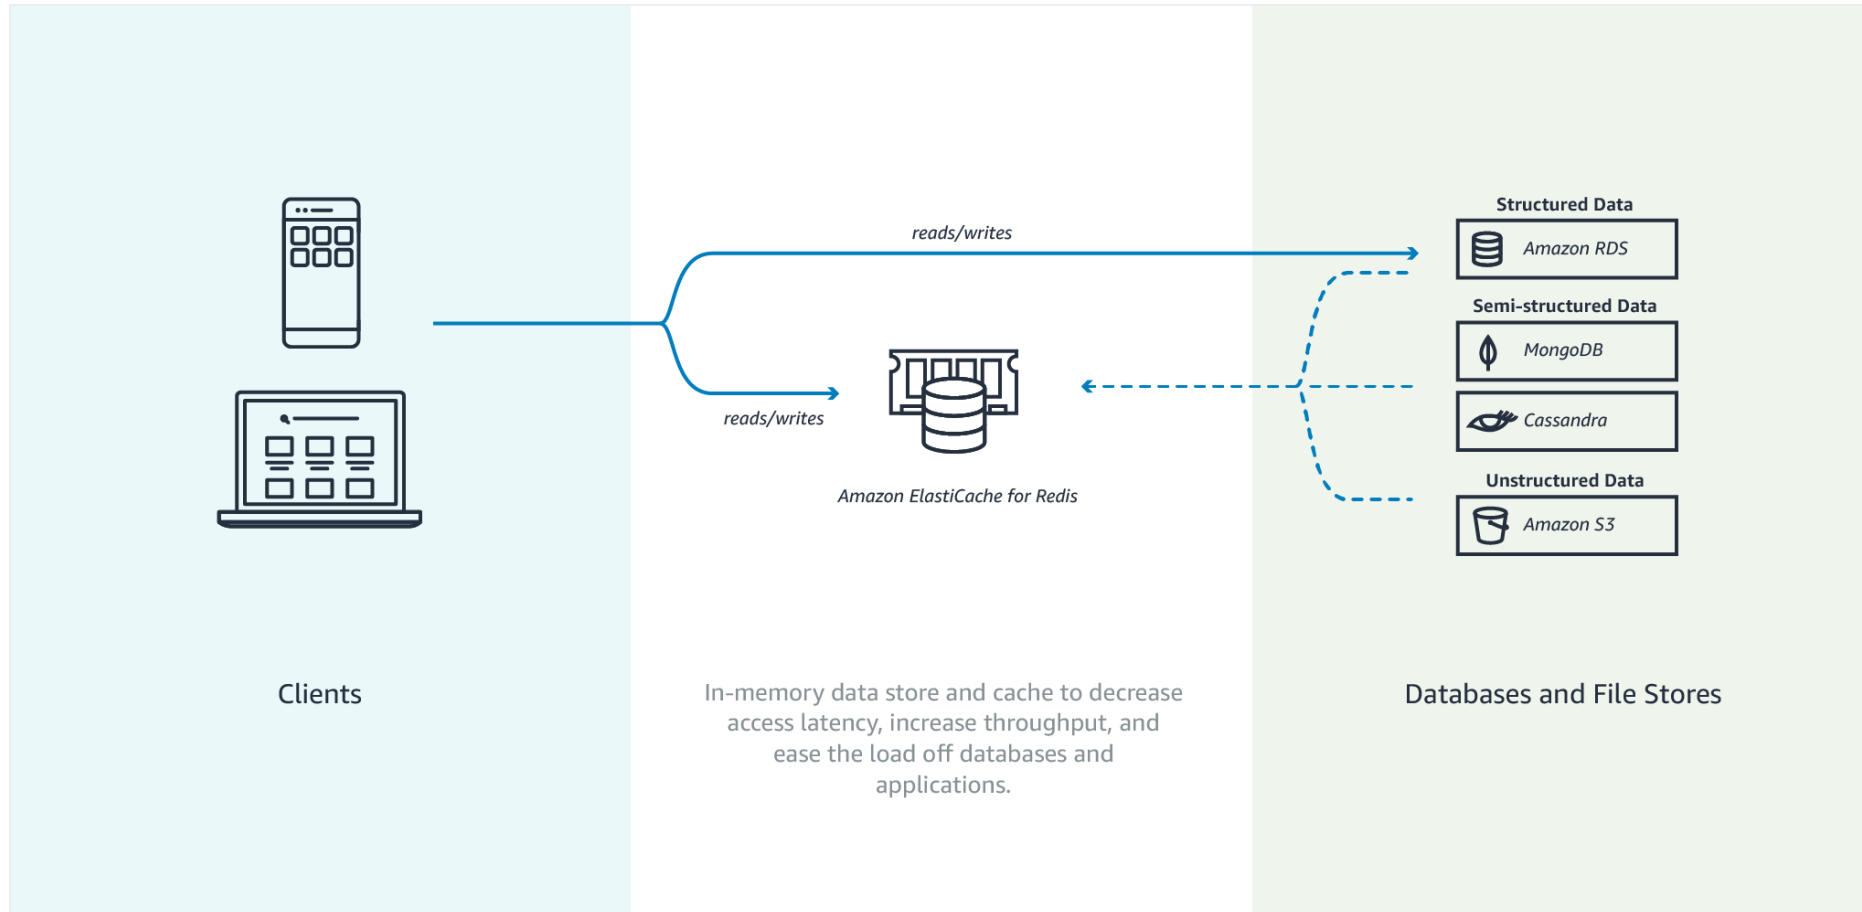 Structured Data
reads/writes
Amazon RDS
Semi-structured Data
MongoDB
reads/writes
Cassandra
Amazon ElastiCache for Redis
Unstructured Data
Amazon S3
Clients
In-memory data store and cache to decrease
access latency, increase throughput, and
ease the load off databases and
applications.
Databases and File Stores